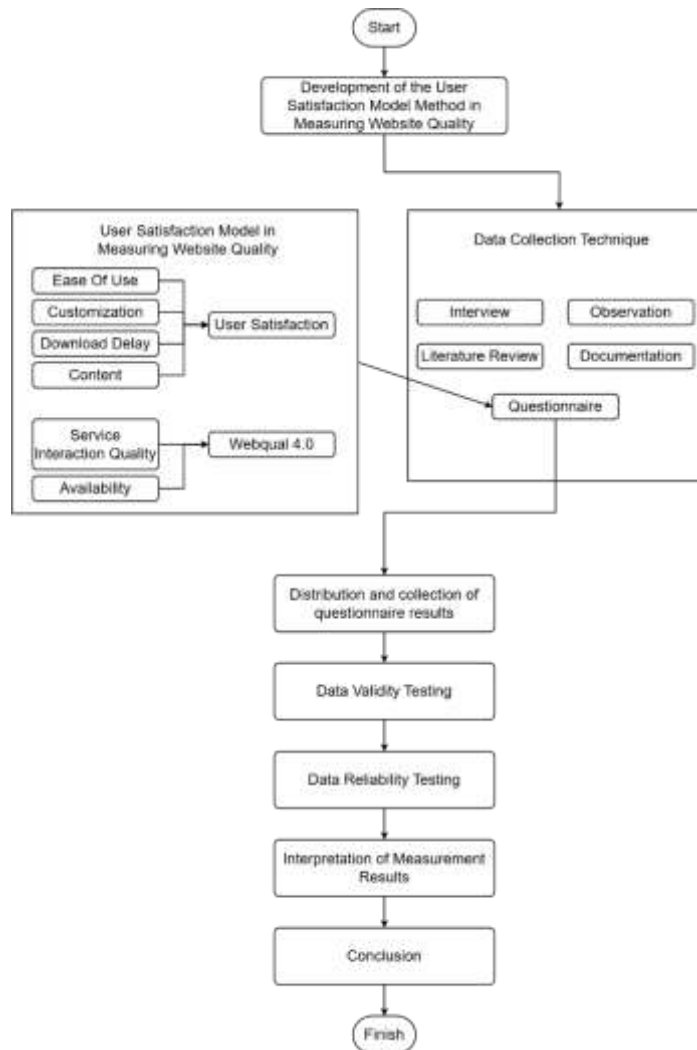 Start
Development of the User
Satisfaction Model Method in
Measuring Website Quality
User Satisfaction Model in
Measuring Website Quality
Ease Of Use
Customization
Download Delay
Content
User Satisfaction
Service
Interaction Quality
Availability
Webqual 4.0
Data Collection Technique
Interview
Observation
Literature Review
Documentation
Questionnaire
Distribution and collection of
questionnaire results
Data Validity Testing
Data Reliability Testing
Interpretation of Measurement
Results
Conclusion
Finish